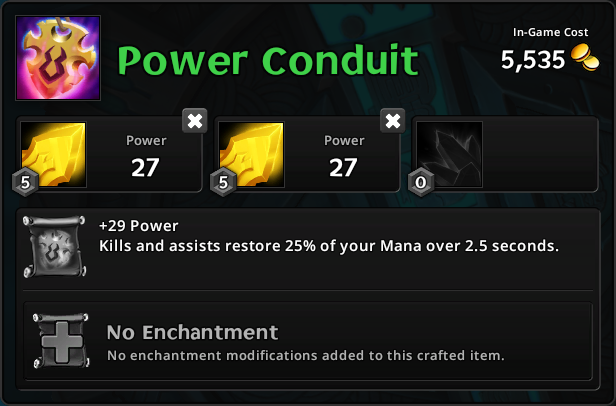 In-Game Cost
Power Conduit
5,535
Power
27
5
Power
27
5
0
+29 Power
Kills and assists restore 25% of your Mana over 2.5 seconds.
No Enchantment
No enchantment modifications added to this crafted item.